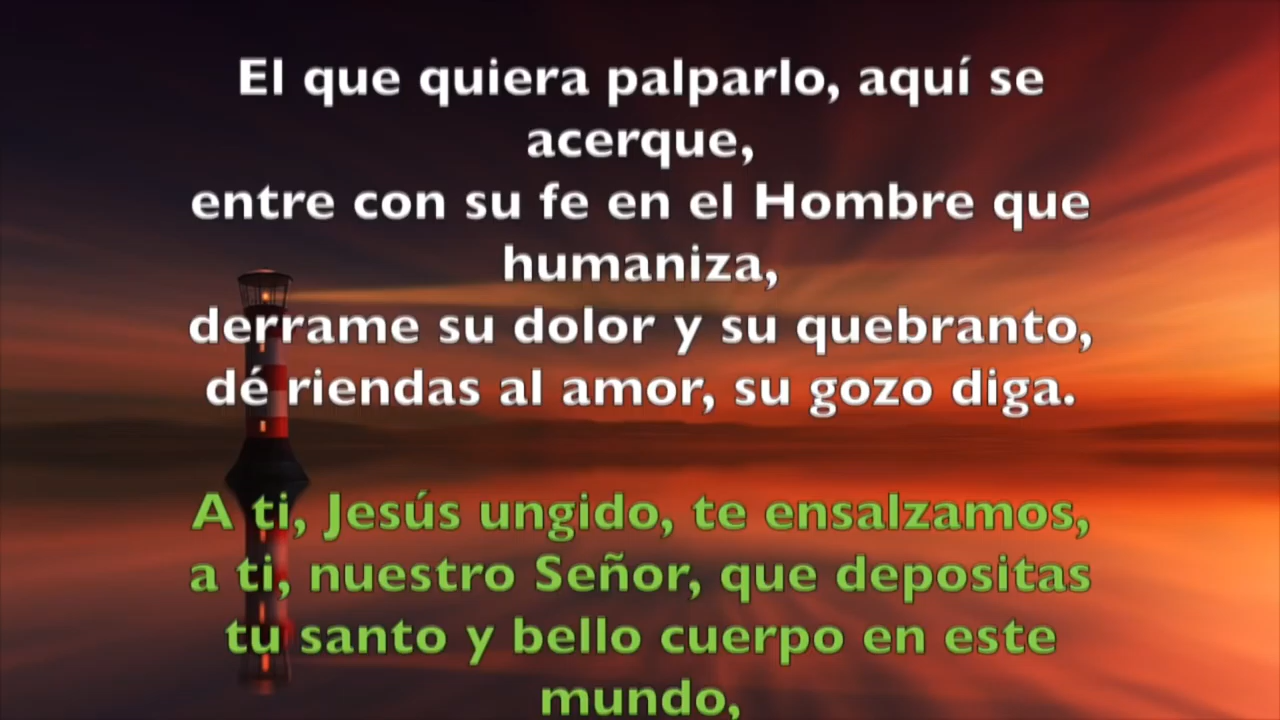 El que quiera palparlo, aquí se
acerque,
entre con su fe en el Hombre que
humaniza,
derrame su dolor y su quebranto,
dé riendas al amor, su gozo diga.
A ti, Jesús ungido, te ensalzamos,
a ti, nuestro Señor, que depositas
tu santo y bello cuerpo en este
mundo,